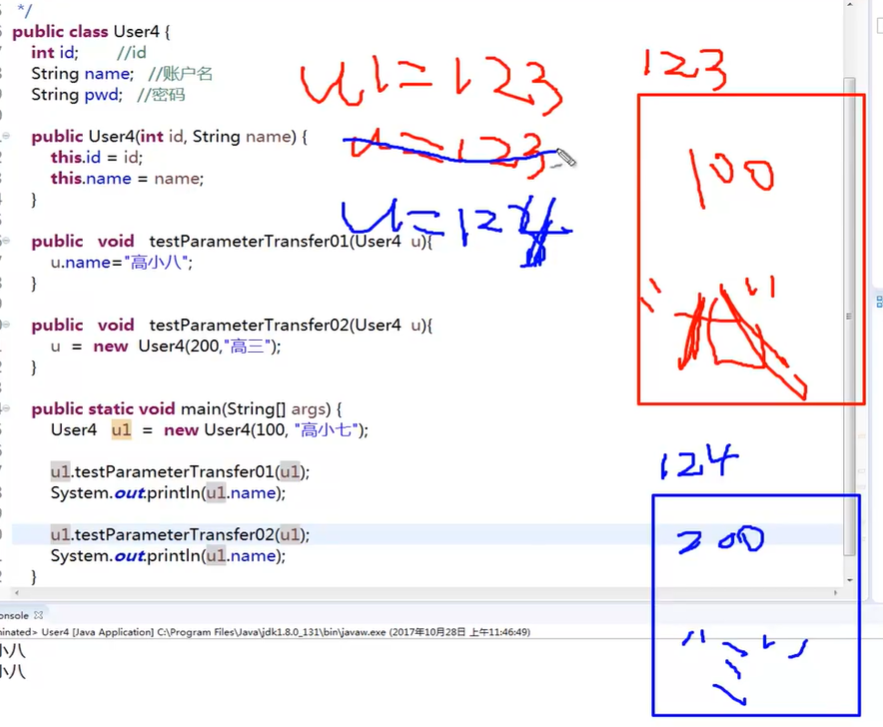 */
public class User4 {
int id; //id
String name; //账户名
String pwd; //密码
public User4(int id, String name) {
this.id = id;
this.name = name;
}
public void testParameterTransfer01(User4 u){
u.name="高小八";
}
public void testParameterTransfer02(User4 u){
u = new User4(200,"高三");
}
public static void main(String[] args) {
User4 u1 = new User4(100, "高小七");
u1.testParameterTransfer01(u1);
System.out.println(u1.name);
u1.testParameterTransfer02(u1);
System.out.println(u1.name);
}
onsole
minated> User4 [Java Application] C:\Program Files\Java\jdk1.8.0_131\bin\javaw.exe (2017年10月28日 上午11:46:49)
小八
小八
u1=123
u=123
u=124
123
100
124
200
"三"